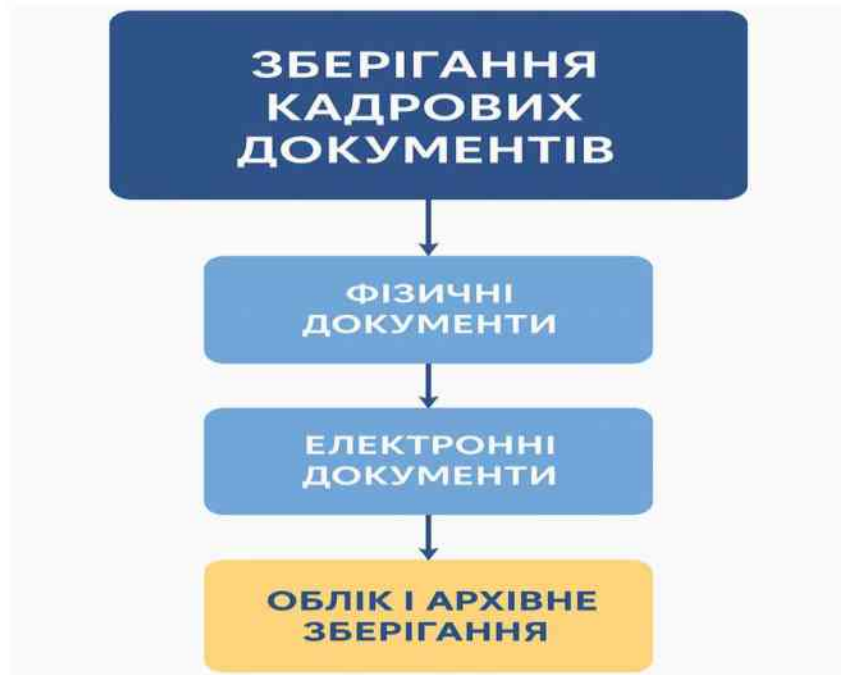 ЗБЕРІГАННЯ
КАДРОВИХ
ДОКУМЕНТІВ
ФІЗИЧНІ
ДОКУМЕНТИ
ЕЛЕКТРОННІ
ДОКУМЕНТИ
ОБЛІК І АРХІВНЕ
ЗБЕРІГАННЯ